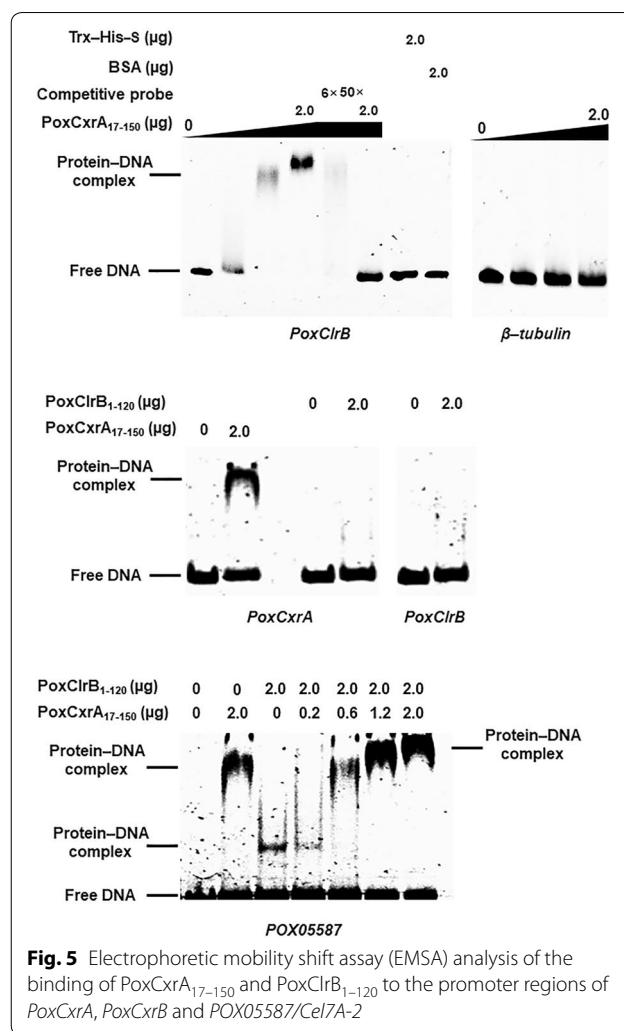 Trx–His–S (µg) 2.0
BSA (µg) 2.0
Competitive probe 6× 50×
PoxCxrA17-150 (µg) 0 2.0 2.0 0 2.0
Protein–DNA
complex
Free DNA
PoxClrB β–tubulin
PoxClrB1-120 (µg) 0 2.0 0 2.0
PoxCxrA17-150 (µg) 0 2.0
Protein–DNA
complex
Free DNA
PoxCxrA PoxClrB
PoxClrB1-120 (µg) 0 0 2.0 2.0 2.0 2.0 2.0
PoxCxrA17-150 (µg) 0 2.0 0 0.2 0.6 1.2 2.0
Protein–DNA
complex
Protein–DNA
complex
Protein–DNA
complex
Free DNA
POX05587
Fig. 5 Electrophoretic mobility shift assay (EMSA) analysis of the
binding of PoxCxrA17–150 and PoxClrB1–120 to the promoter regions of
PoxCxrA, PoxCxrB and POX05587/Cel7A-2